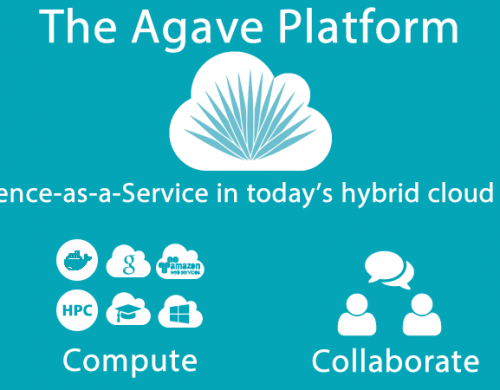 The Agave Platform
ence-as-a-Service in today's hybrid cloud
g
amazon
web services
HPC
Compute
Collaborate